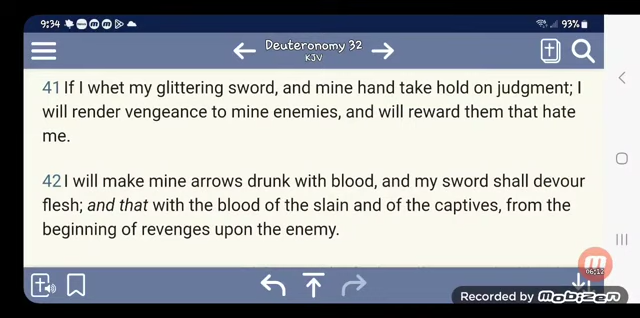 9:34
93%
Deuteronomy 32
KJV
41 If I whet my glittering sword, and mine hand take hold on judgment; I
will render vengeance to mine enemies, and will reward them that hate
me.
42 I will make mine arrows drunk with blood, and my sword shall devour
flesh; and that with the blood of the slain and of the captives, from the
beginning of revenges upon the enemy.
06:12
Recorded by Mobizen